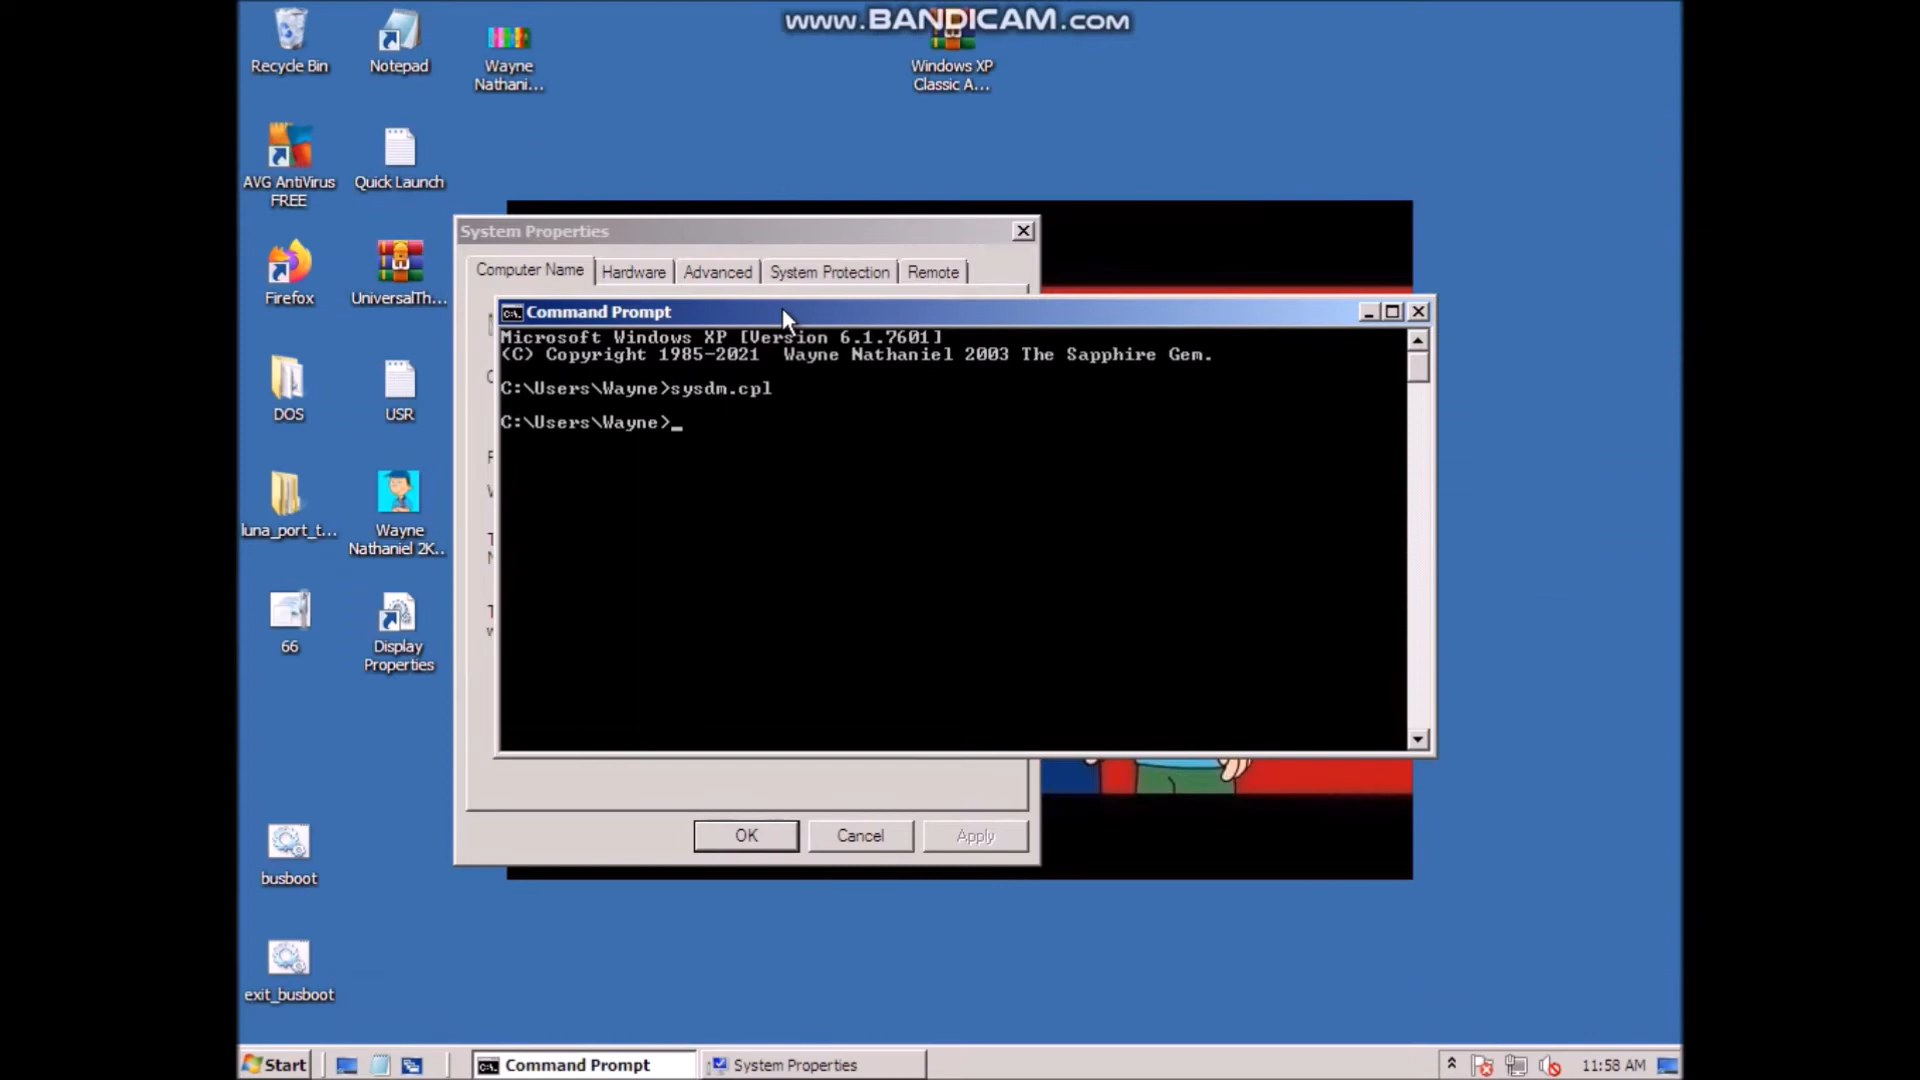 www.BANDICAM.com
Recycle Bin
Notepad
Wayne
Nathani...
Windows XP
Classic A...
AVG AntiVirus
FREE
Quick Launch
Firefox
UniversalTh...
DOS
USR
luna_port_t...
Wayne
Nathaniel 2K...
66
Display
Properties
busboot
exit_busboot
System Properties
Computer Name
Hardware
Advanced
System Protection
Remote
Command Prompt
Microsoft Windows XP [Version 6.1.7601]
(C) Copyright 1985-2021  Wayne Nathaniel 2003 The Sapphire Gem.
C:\Users\Wayne>sysdm.cpl
C:\Users\Wayne>_
OK
Cancel
Apply
Start
Command Prompt
System Properties
11:58 AM